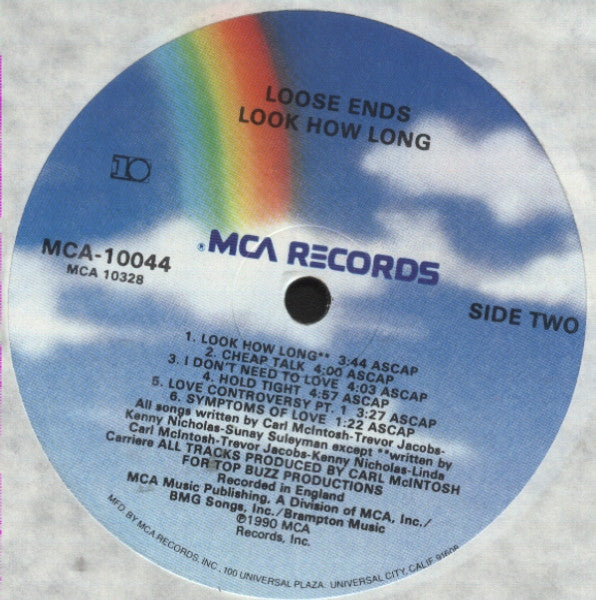 LOOSE ENDS
LOOK HOW LONG
10
MCA-10044
MCA 10328
® MCA RECORDS
SIDE TWO
1. LOOK HOW LONG** 3:44 ASCAP
2. CHEAP TALK 4:00 ASCAP
3. I DON'T NEED TO LOVE 4:03 ASCAP
4. HOLD TIGHT 4:57 ASCAP
5. LOVE CONTROVERSY PT. 1 3:27 ASCAP
6. SYMPTOMS OF LOVE 1:22 ASCAP
All songs written by Carl McIntosh-Trevor Jacobs-
Kenny Nicholas-Sunay Suleyman except **written by
Carl McIntosh-Trevor Jacobs-Kenny Nicholas-Linda
Carriere ALL TRACKS PRODUCED BY CARL McINTOSH
FOR TOP BUZZ PRODUCTIONS
Recorded in England
MCA Music Publishing, A Division of MCA, Inc./
BMG Songs, Inc./Brampton Music
℗1990 MCA
Records, Inc.
MFD. BY MCA RECORDS, INC., 100 UNIVERSAL PLAZA, UNIVERSAL CITY, CALIF. 91608